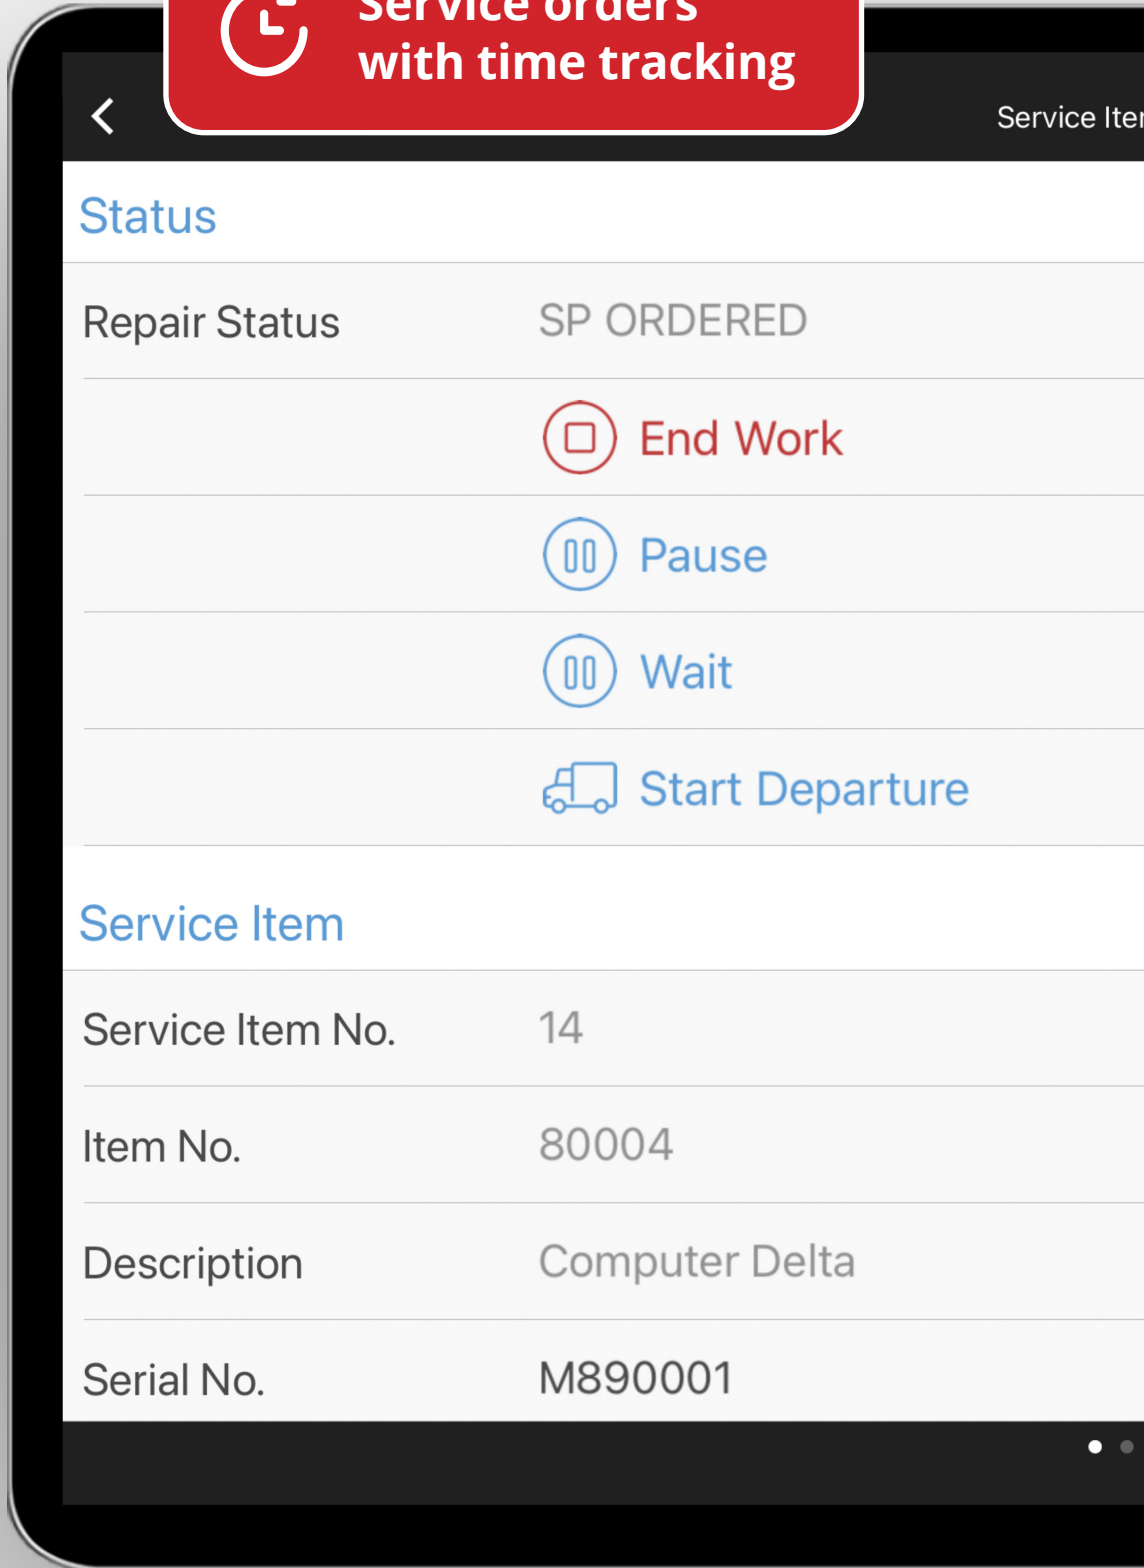 Service orders
with time tracking
Service
Status
Repair Status SP ORDERED
End Work
Pause
Wait
Start Departure
Service Item
Service Item No. 14
Item No. 80004
Description Computer Delta
Serial No. M890001